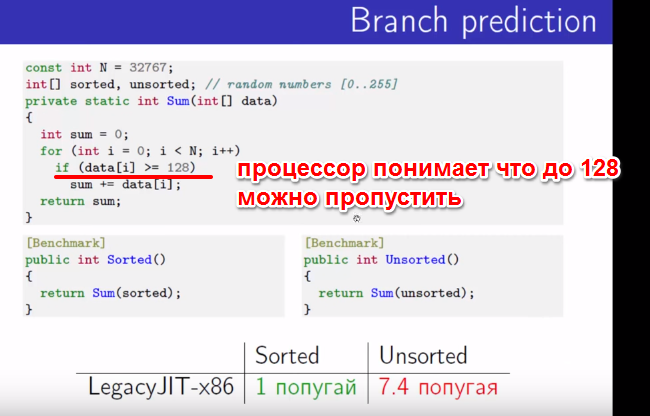 Branch prediction
const int N = 32767;
int[] sorted, unsorted; // random numbers [0..255]
private static int Sum(int[] data)
{
int sum = 0;
for (int i = 0; i < N; i++)
if (data[i] >= 128)
sum += data[i];
return sum;
}
процессор понимает что до 128
можно пропустить
[Benchmark]
public int Sorted()
{
return Sum(sorted);
}
[Benchmark]
public int Unsorted()
{
return Sum(unsorted);
}
Sorted Unsorted
LegacyJIT-x86 1 попугай 7.4 попугая